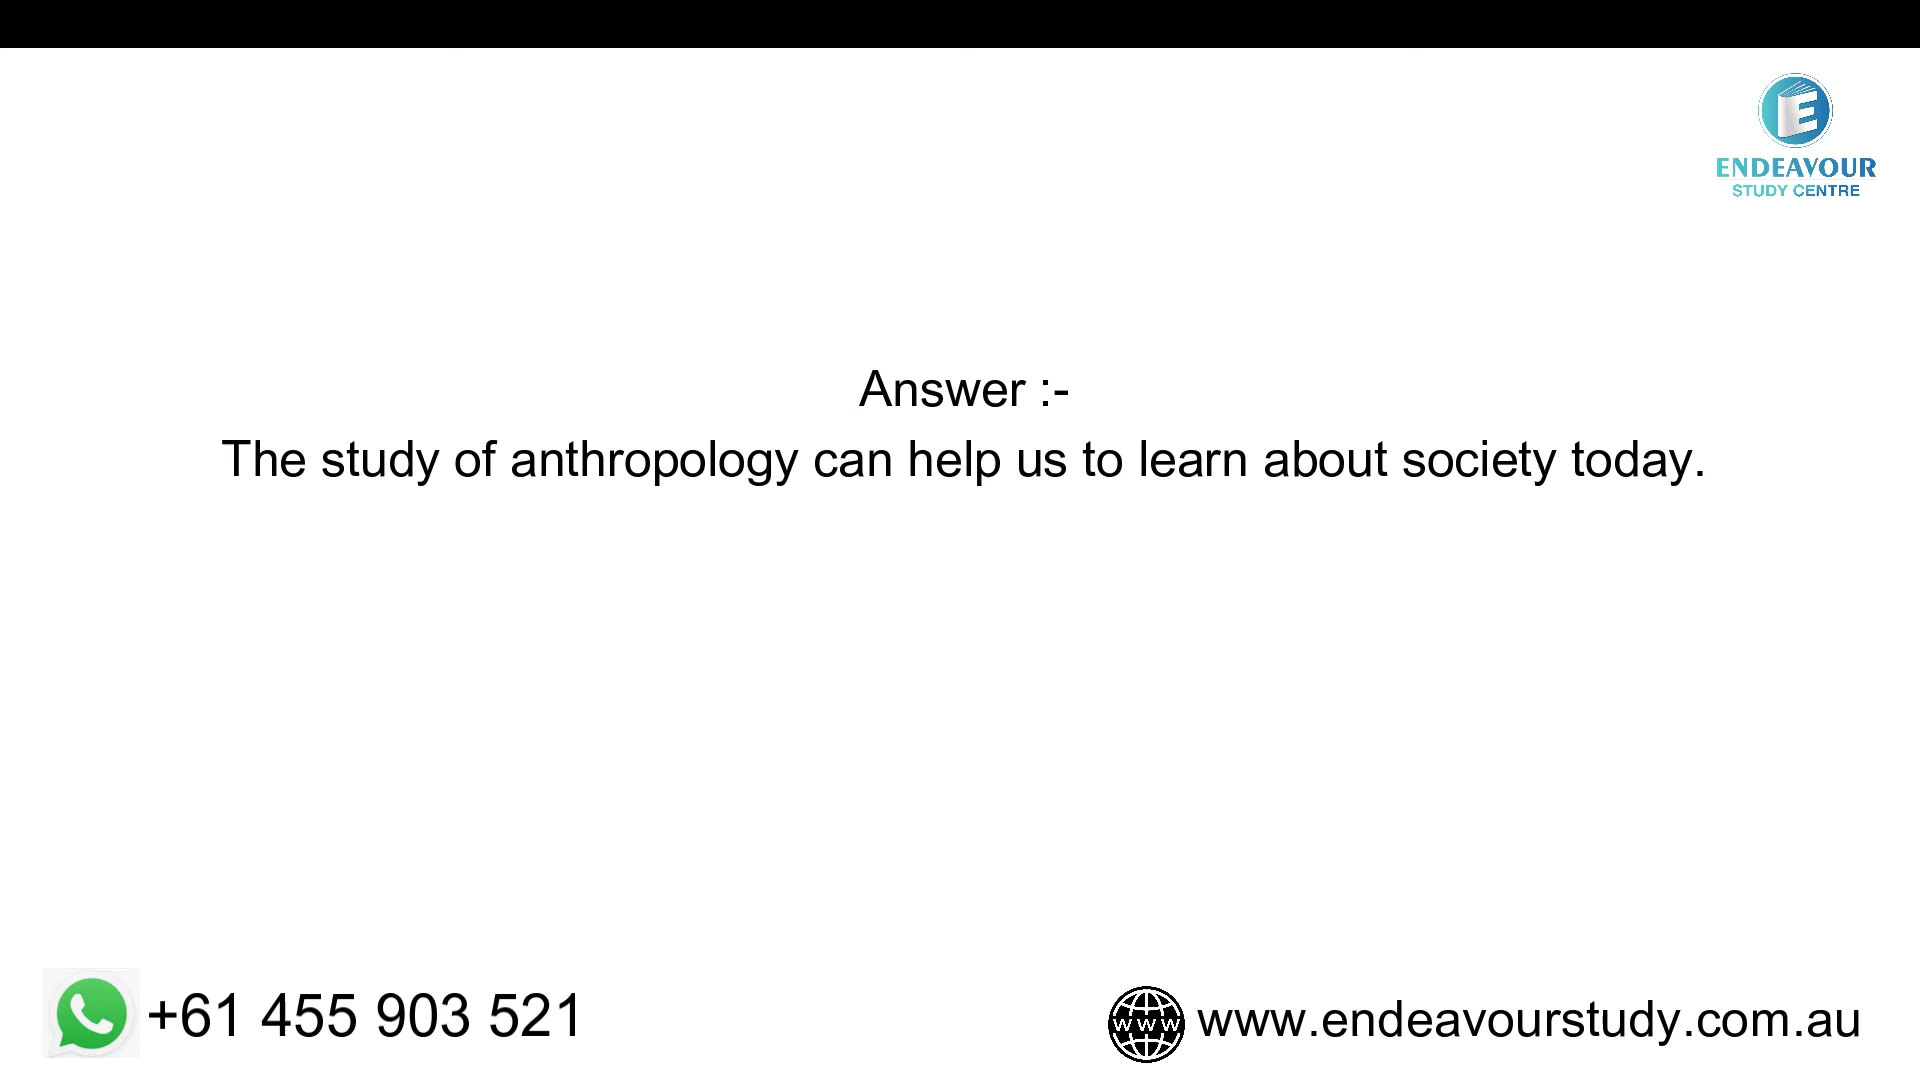 E
ENDEAVOUR
STUDY CENTRE
Answer :-
The study of anthropology can help us to learn about society today.
+61 455 903 521
WWW
www.endeavourstudy.com.au